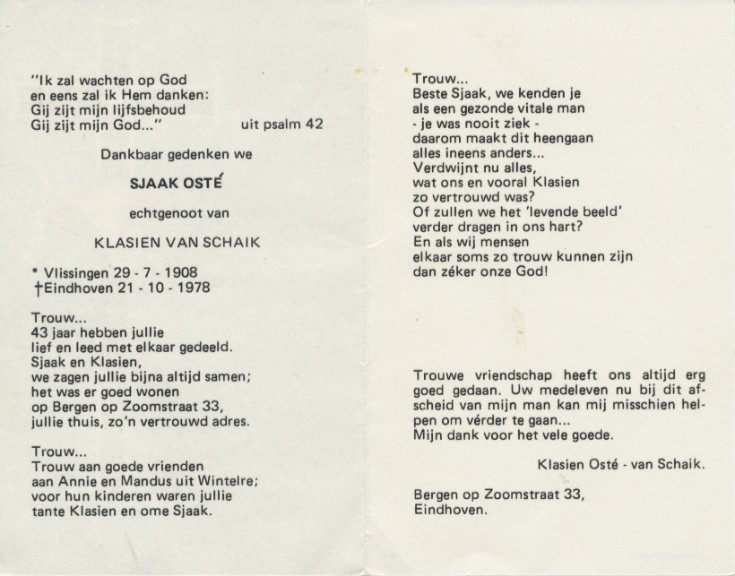 "Ik zal wachten op God
en eens zal ik Hem danken:
Gij zijt mijn lijfsbehoud
Gij zijt mijn God..." uit psalm 42
Dankbaar gedenken we
SJAAK OSTÉ
echtgenoot van
KLASIEN VAN SCHAIK
* Vlissingen 29 - 7 - 1908
†Eindhoven 21 - 10 - 1978
Trouw...
43 jaar hebben jullie
lief en leed met elkaar gedeeld.
Sjaak en Klasien,
we zagen jullie bijna altijd samen;
het was er goed wonen
op Bergen op Zoomstraat 33,
jullie thuis, zo'n vertrouwd adres.
Trouw...
Trouw aan goede vrienden
aan Annie en Mandus uit Wintelre;
voor hun kinderen waren jullie
tante Klasien en ome Sjaak.
Trouw...
Beste Sjaak, we kenden je
als een gezonde vitale man
- je was nooit ziek -
daarom maakt dit heengaan
alles ineens anders...
Verdwijnt nu alles,
wat ons en vooral Klasien
zo vertrouwd was?
Of zullen we het 'levende beeld'
verder dragen in ons hart?
En als wij mensen
elkaar soms zo trouw kunnen zijn
dan zéker onze God!
Trouwe vriendschap heeft ons altijd erg
goed gedaan. Uw medeleven nu bij dit af-
scheid van mijn man kan mij misschien hel-
pen om vérder te gaan...
Mijn dank voor het vele goede.
Klasien Osté - van Schaik.
Bergen op Zoomstraat 33,
Eindhoven.